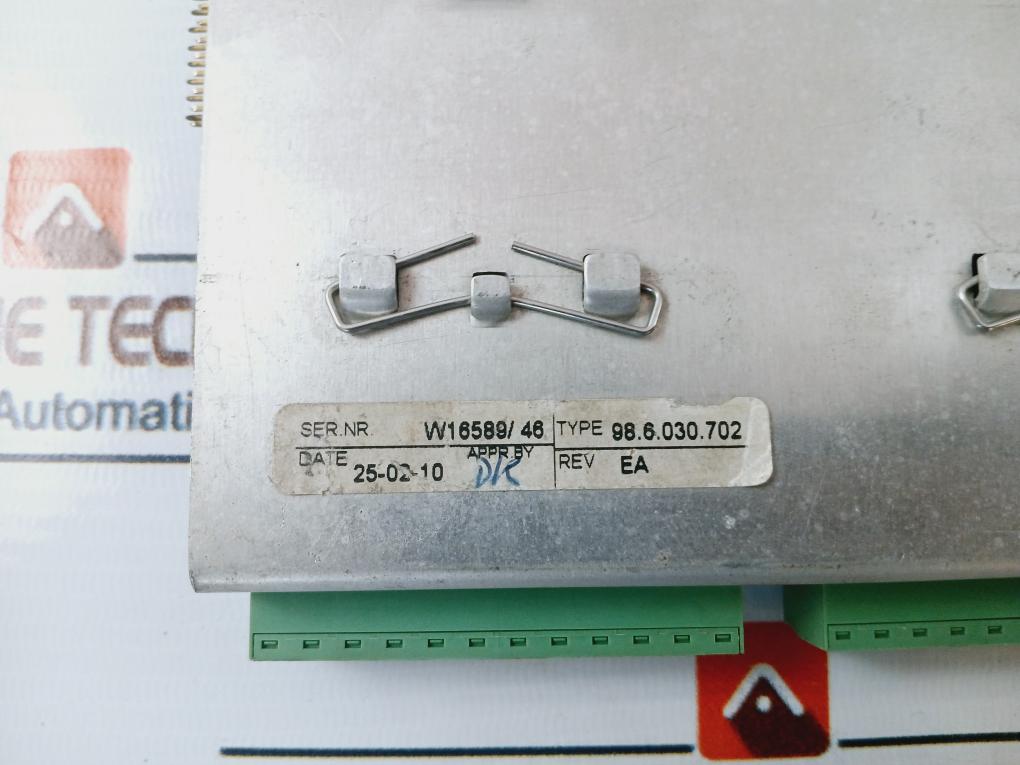 E TEC
Automati
SER.NR. W16589/ 46 TYPE 98.6.030.702
DATE 25-02-10 APPR.BY DK REV EA